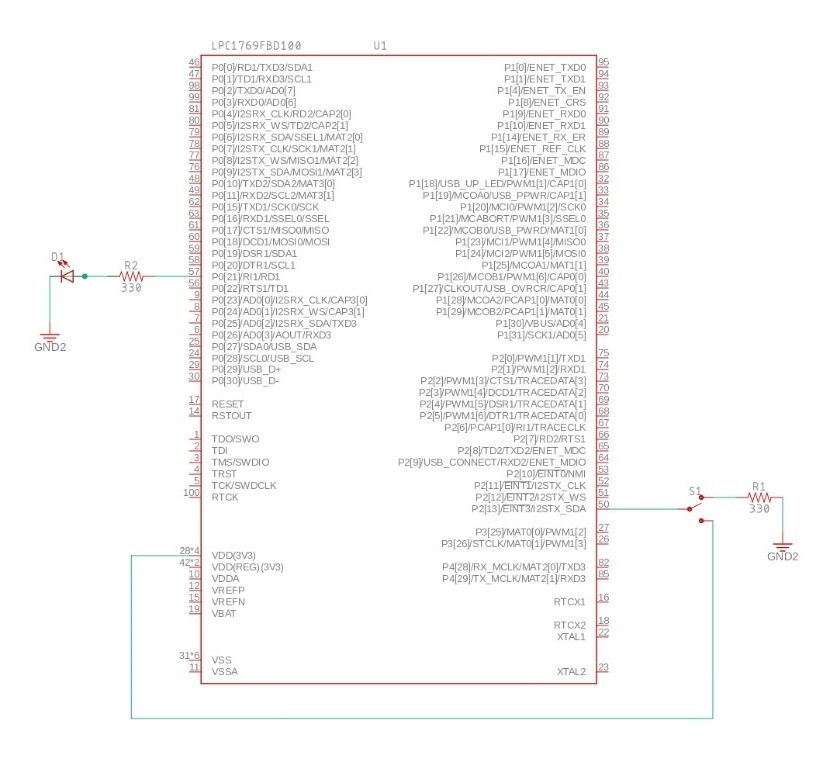 LPC1769FBD100 U1
46 P0[0]/RD1/TXD3/SDA1
47 P0[1]/TD1/RXD3/SCL1
98 P0[2]/TXD0/AD0[7]
99 P0[3]/RXD0/AD0[6]
81 P0[4]/I2SRX_CLK/RD2/CAP2[0]
80 P0[5]/I2SRX_WS/TD2/CAP2[1]
79 P0[6]/I2SRX_SDA/SSEL1/MAT2[0]
78 P0[7]/I2STX_CLK/SCK1/MAT2[1]
77 P0[8]/I2STX_WS/MISO1/MAT2[2]
76 P0[9]/I2STX_SDA/MOSI1/MAT2[3]
48 P0[10]/TXD2/SDA2/MAT3[0]
49 P0[11]/RXD2/SCL2/MAT3[1]
62 P0[15]/TXD1/SCK0/SCK
63 P0[16]/RXD1/SSEL0/SSEL
61 P0[17]/CTS1/MISO0/MISO
60 P0[18]/DCD1/MOSI0/MOSI
59 P0[19]/DSR1/SDA1
58 P0[20]/DTR1/SCL1
57 P0[21]/RI1/RD1
56 P0[22]/RTS1/TD1
9 P0[23]/AD0[0]/I2SRX_CLK/CAP3[0]
8 P0[24]/AD0[1]/I2SRX_WS/CAP3[1]
7 P0[25]/AD0[2]/I2SRX_SDA/TXD3
6 P0[26]/AD0[3]/AOUT/RXD3
25 P0[27]/SDA0/USB_SDA
24 P0[28]/SCL0/USB_SCL
29 P0[29]/USB_D+
30 P0[30]/USB_D-
17 RESET
14 RSTOUT
1 TDO/SWO
2 TDI
3 TMS/SWDIO
4 TRST
5 TCK/SWDCLK
100 RTCK
28*4 VDD(3V3)
42*2 VDD(REG)(3V3)
10 VDDA
12 VREFP
15 VREFN
19 VBAT
31*6 VSS
11 VSSA
P1[0]/ENET_TXD0 95
P1[1]/ENET_TXD1 94
P1[4]/ENET_TX_EN 93
P1[8]/ENET_CRS 92
P1[9]/ENET_RXD0 91
P1[10]/ENET_RXD1 90
P1[14]/ENET_RX_ER 89
P1[15]/ENET_REF_CLK 88
P1[16]/ENET_MDC 87
P1[17]/ENET_MDIO 86
P1[18]/USB_UP_LED/PWM1[1]/CAP1[0] 32
P1[19]/MCOA0/USB_PPWR/CAP1[1] 33
P1[20]/MCI0/PWM1[2]/SCK0 34
P1[21]/MCABORT/PWM1[3]/SSEL0 35
P1[22]/MCOB0/USB_PWRD/MAT1[0] 36
P1[23]/MCI1/PWM1[4]/MISO0 37
P1[24]/MCI2/PWM1[5]/MOSI0 38
P1[25]/MCOA1/MAT1[1] 39
P1[26]/MCOB1/PWM1[6]/CAP0[0] 40
P1[27]/CLKOUT/USB_OVRCR/CAP0[1] 43
P1[28]/MCOA2/PCAP1[0]/MAT0[0] 44
P1[29]/MCOB2/PCAP1[1]/MAT0[1] 45
P1[30]/VBUS/AD0[4] 21
P1[31]/SCK1/AD0[5] 20
P2[0]/PWM1[1]/TXD1 75
P2[1]/PWM1[2]/RXD1 74
P2[2]/PWM1[3]/CTS1/TRACEDATA[3] 73
P2[3]/PWM1[4]/DCD1/TRACEDATA[2] 70
P2[4]/PWM1[5]/DSR1/TRACEDATA[1] 69
P2[5]/PWM1[6]/DTR1/TRACEDATA[0] 68
P2[6]/PCAP1[0]/RI1/TRACECLK 67
P2[7]/RD2/RTS1 66
P2[8]/TD2/TXD2/ENET_MDC 65
P2[9]/USB_CONNECT/RXD2/ENET_MDIO 64
P2[10]/EINT0/NMI 53
P2[11]/EINT1/I2STX_CLK 52
P2[12]/EINT2/I2STX_WS 51
P2[13]/EINT3/I2STX_SDA 50
P3[25]/MAT0[0]/PWM1[2] 27
P3[26]/STCLK/MAT0[1]/PWM1[3] 26
P4[28]/RX_MCLK/MAT2[0]/TXD3 82
P4[29]/TX_MCLK/MAT2[1]/RXD3 85
RTCX1 16
RTCX2 18
XTAL1 22
XTAL2 23
D1
R2
330
GND2
S1
R1
330
GND2